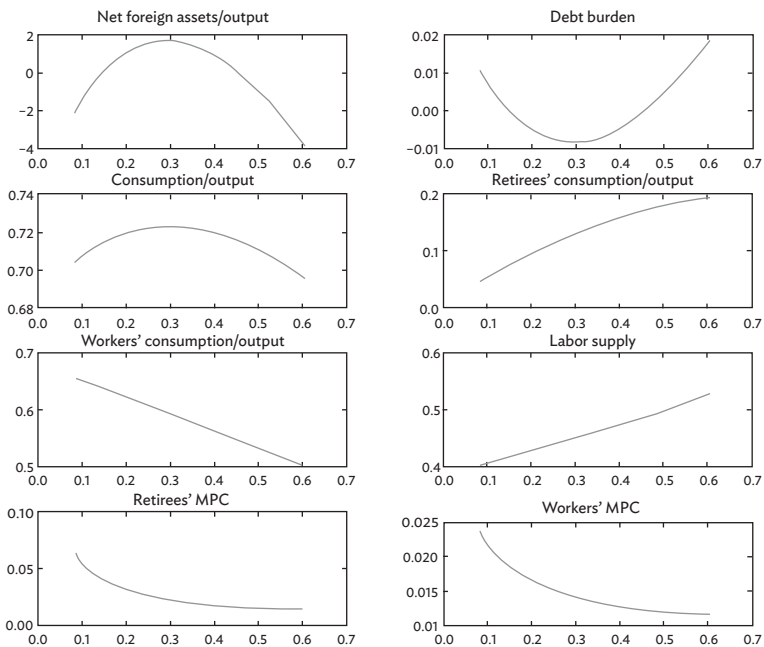 Net foreign assets/output
2
0
−2
−4
0.0 0.1 0.2 0.3 0.4 0.5 0.6 0.7
Debt burden
0.02
0.01
0.00
−0.01
0.0 0.1 0.2 0.3 0.4 0.5 0.6 0.7
Consumption/output
0.74
0.72
0.70
0.68
0.0 0.1 0.2 0.3 0.4 0.5 0.6 0.7
Retirees’ consumption/output
0.2
0.1
0.0
0.0 0.1 0.2 0.3 0.4 0.5 0.6 0.7
Workers’ consumption/output
0.7
0.6
0.5
0.0 0.1 0.2 0.3 0.4 0.5 0.6 0.7
Labor supply
0.6
0.5
0.4
0.0 0.1 0.2 0.3 0.4 0.5 0.6 0.7
Retirees’ MPC
0.10
0.05
0.00
0.0 0.1 0.2 0.3 0.4 0.5 0.6 0.7
Workers’ MPC
0.025
0.02
0.015
0.01
0.0 0.1 0.2 0.3 0.4 0.5 0.6 0.7